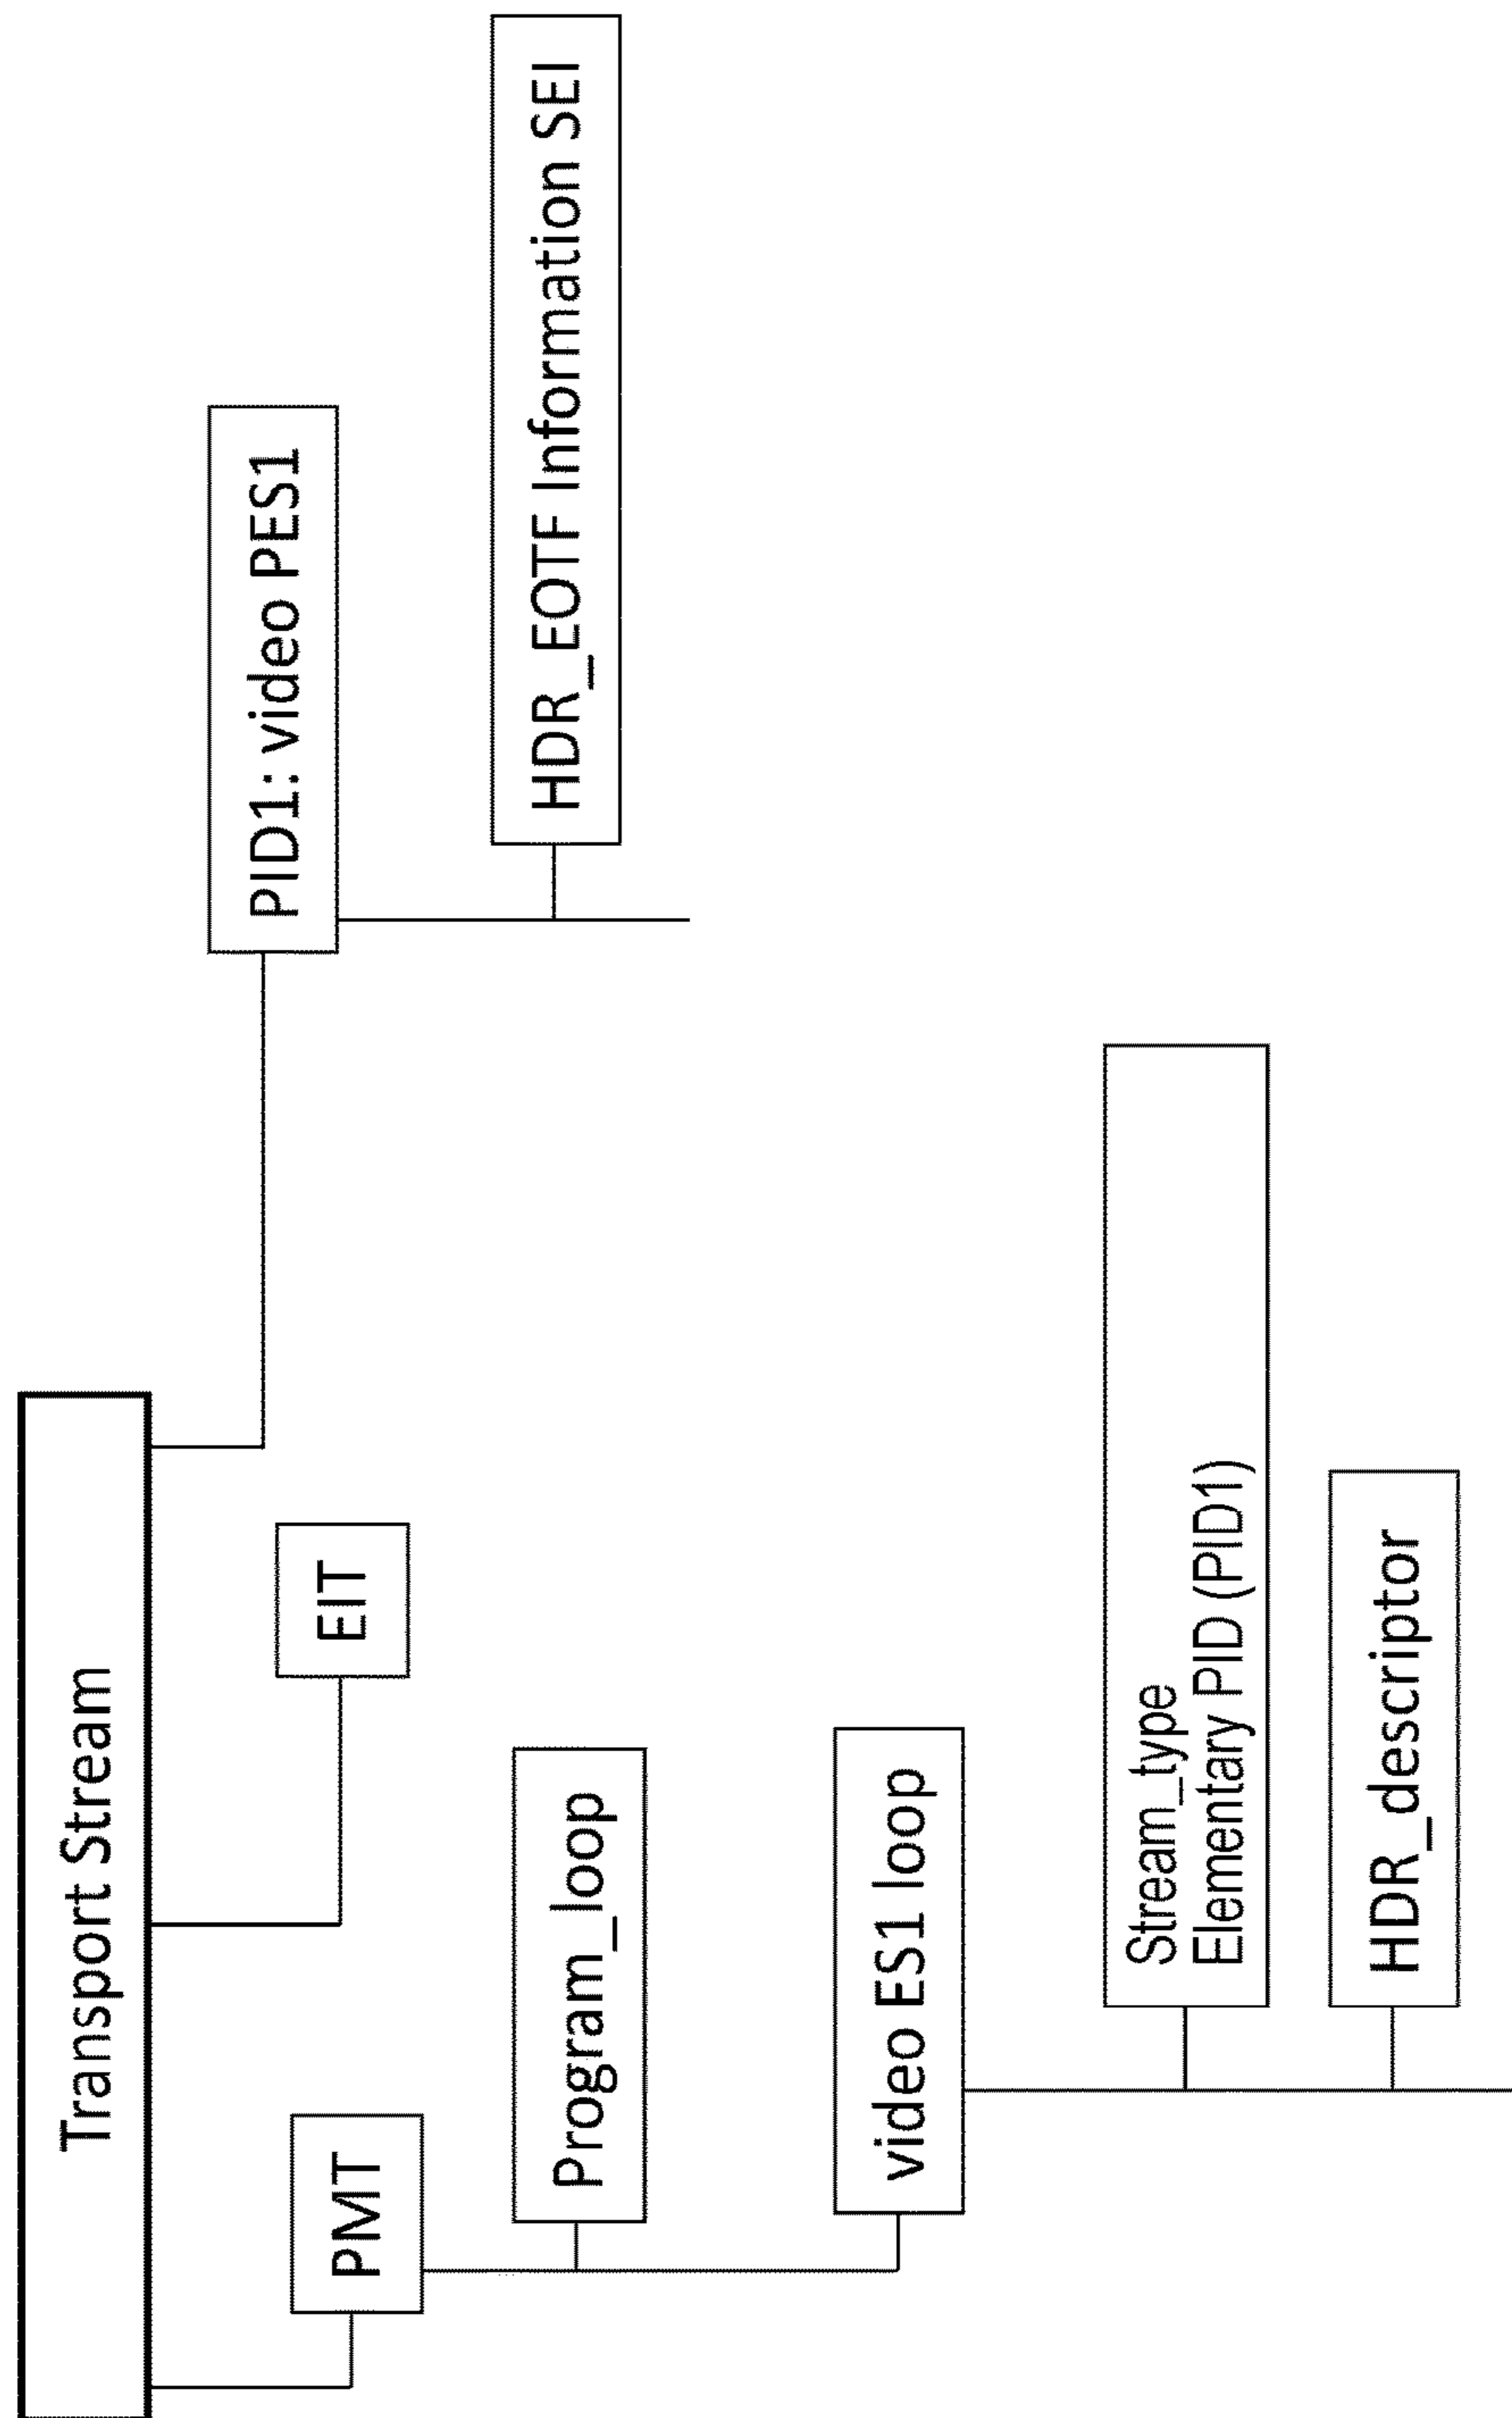 Transport Stream
PID1: video PES1
HDR_EOTF Information SEI
EIT
PMT
Program_loop
video ES1 loop
Stream_type
Elementary PID (PID1)
HDR_descriptor